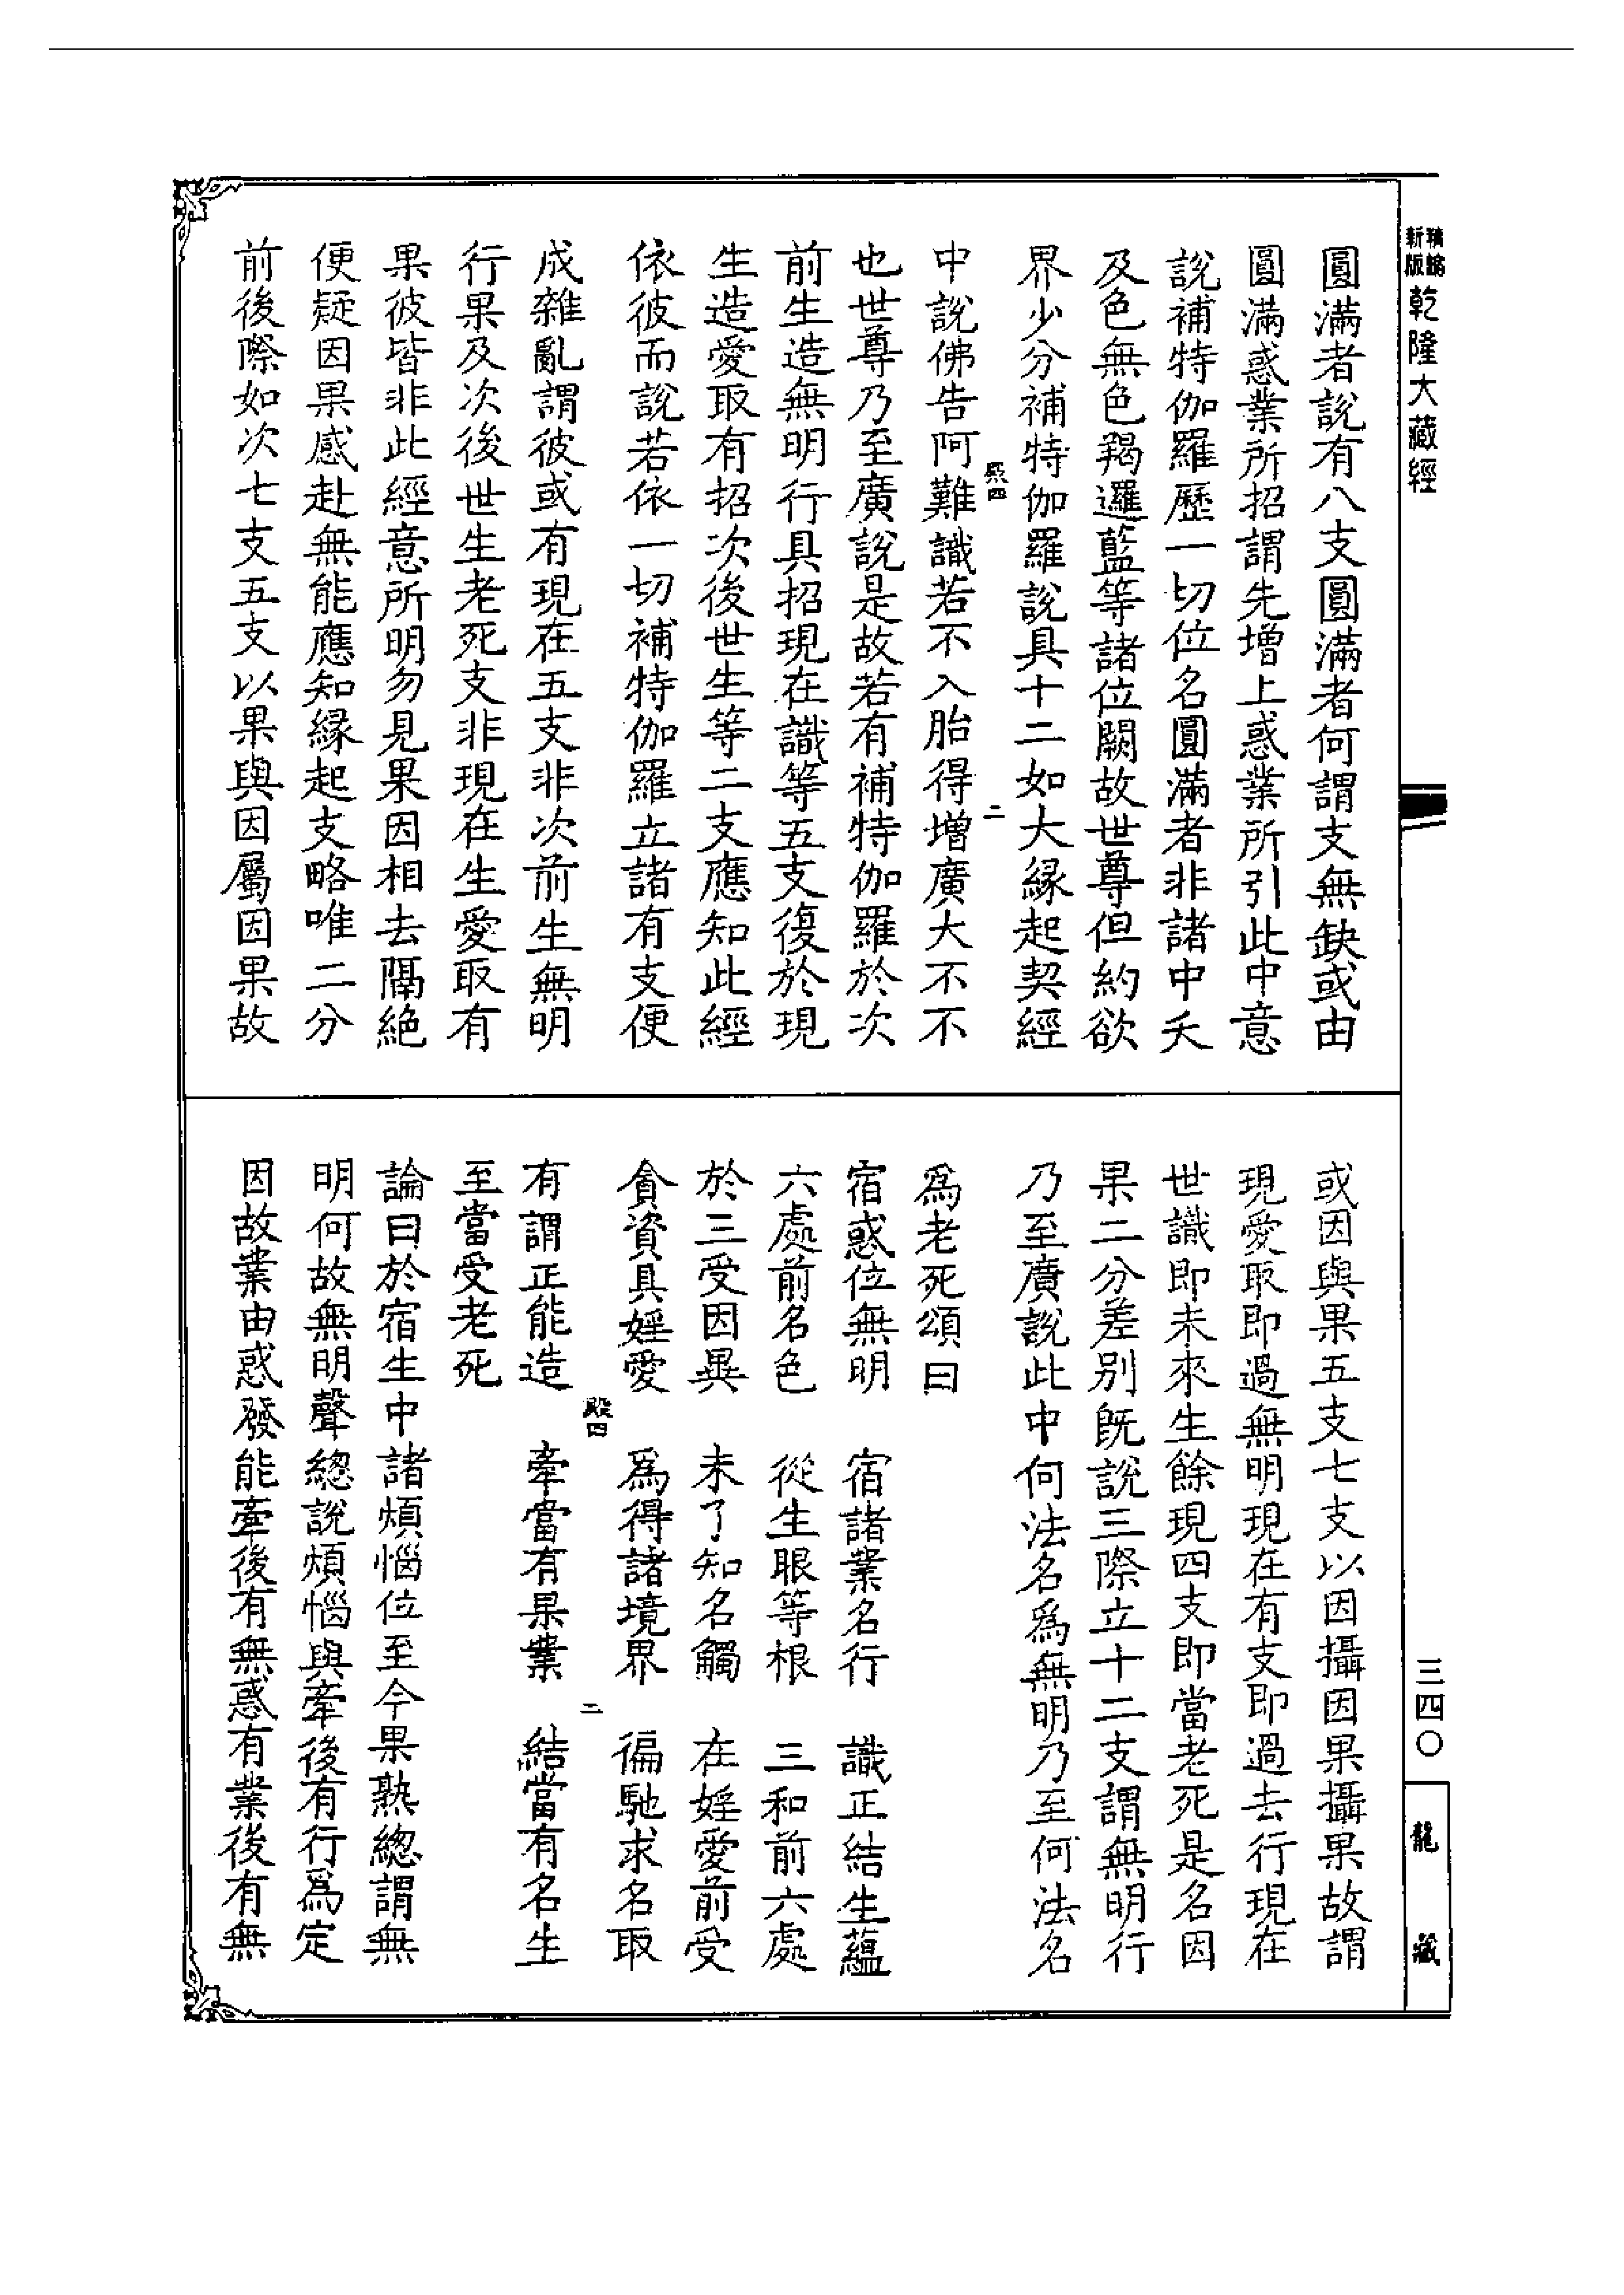 新版
精縮
乾隆大藏經
圓滿者說有八支圓滿者何謂支無缺或由
圓滿惑業所招謂先增上惑業所引此中意
說補特伽羅歷一切位名圓滿者非諸中夭
及色無色羯邏藍等諸位闕故世尊但約欲
界少分補特伽羅說具十二如大緣起契經
殿四
二
中說佛告阿難識若不入胎得增廣大不不
也世尊乃至廣說是故若有補特伽羅於次
前生造無明行具招現在識等五支復於現
生造愛取有招次後世生等二支應知此經
依彼而說若依一切補特伽羅立諸有支便
成雜亂謂彼或有現在五支非次前生無明
行果及次後世生老死支非現在生愛取有
果彼皆非此經意所明勿見果因相去隔絕
便疑因果感赴無能應知緣起支略唯二分
前後際如次七支五支以果與因屬因果故
或因與果五支七支以因攝因果攝果故謂
現愛取即過無明現在有支即過去行現在
世識即未來生餘現四支即當老死是名因
果二分差別既說三際立十二支謂無明行
乃至廣說此中何法名為無明乃至何法名
為老死頌曰
宿惑位無明　宿諸業名行　識正結生蘊
六處前名色　從生眼等根　三和前六處
於三受因異　未了知名觸　在婬愛前受
貪資具婬愛　為得諸境界　徧馳求名取
殿四
二
有謂正能造　牽當有果業　結當有名生
至當受老死
論曰於宿生中諸煩惱位至今果熟總謂無
明何故無明聲總說煩惱與牽後有行為定
因故業由惑發能牽後有無惑有業後有無
三四〇
龍藏